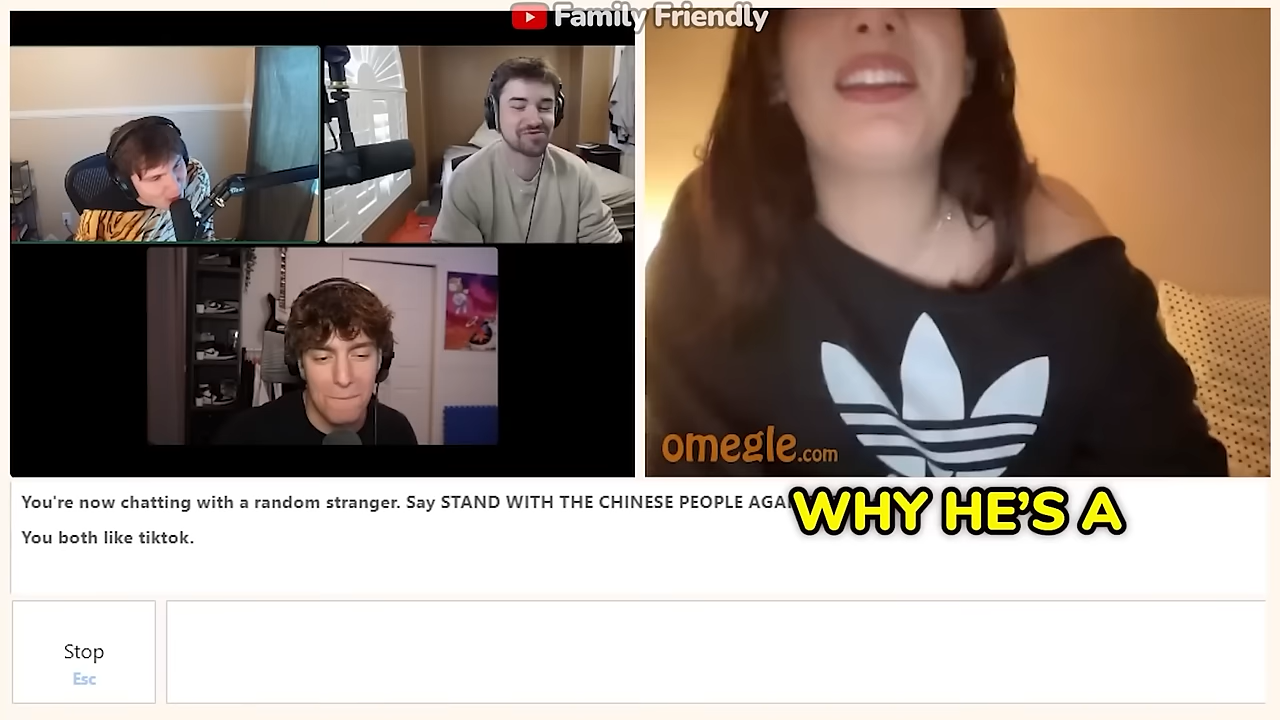 Family Friendly
omegle.com
You're now chatting with a random stranger. Say STAND WITH THE CHINESE PEOPLE
WHY HE'S A
You both like tiktok.
Stop
Esc